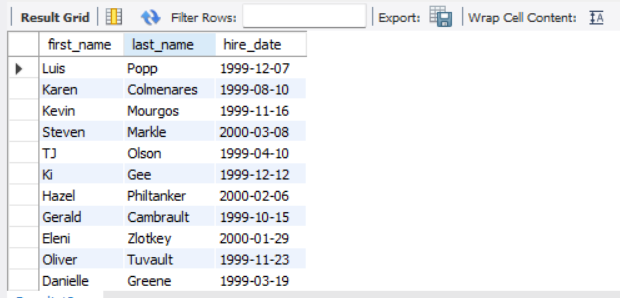 Result Grid Filter Rows: Export: Wrap Cell Content:
first_name last_name hire_date
Luis Popp 1999-12-07
Karen Colmenares 1999-08-10
Kevin Mourgos 1999-11-16
Steven Markle 2000-03-08
TJ Olson 1999-04-10
Ki Gee 1999-12-12
Hazel Philtanker 2000-02-06
Gerald Cambrault 1999-10-15
Eleni Zlotkey 2000-01-29
Oliver Tuvault 1999-11-23
Danielle Greene 1999-03-19